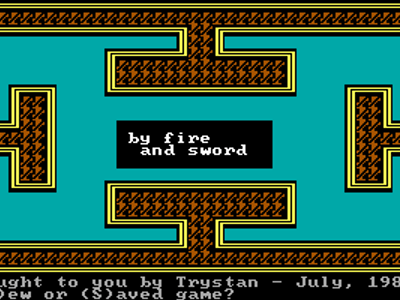 by fire
and sword
ught to you by Trystan - July, 198
ew or (S)aved game?